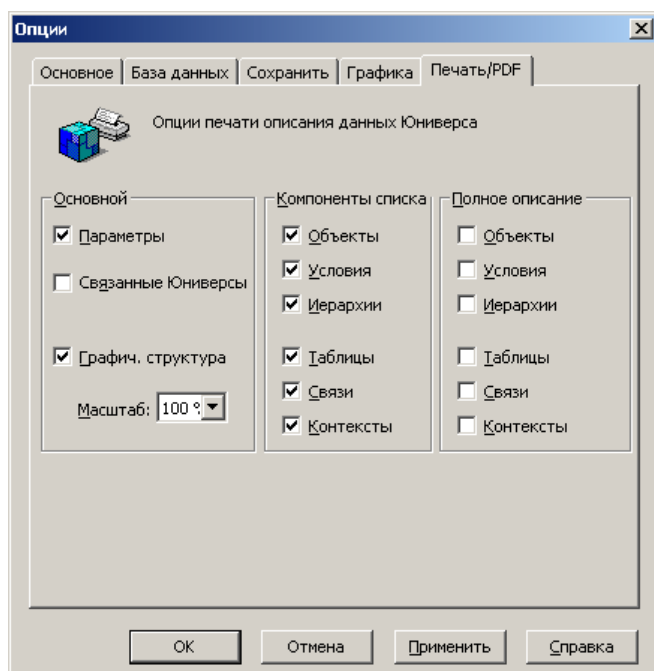 Опции
Основное
База данных
Сохранить
Графика
Печать/PDF
Опции печати описания данных Юниверса
Основной
Параметры
Связанные Юниверсы
Графич. структура
Масштаб: 100 %
Компоненты списка
Объекты
Условия
Иерархии
Таблицы
Связи
Контексты
Полное описание
Объекты
Условия
Иерархии
Таблицы
Связи
Контексты
OK
Отмена
Применить
Справка